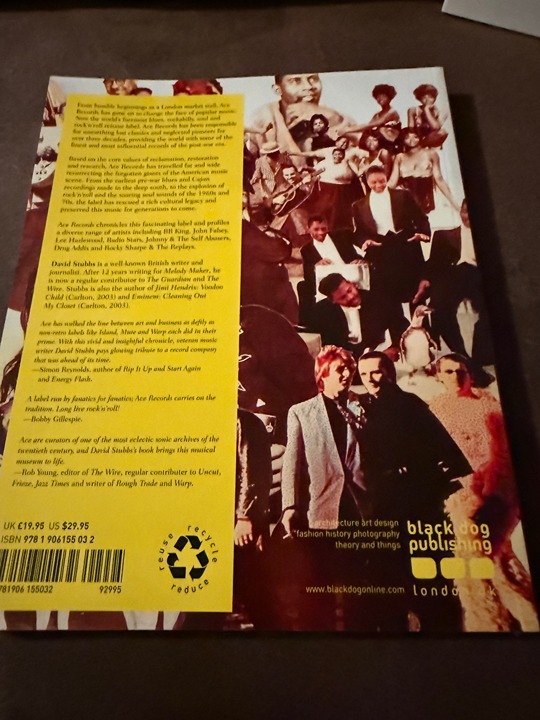 From humble beginnings as a London market stall, Ace
Records has gone on to change the face of popular music.
Now the world's foremost blues, rockabilly, soul and
rock'n'roll reissue label, Ace Records has been responsible
for unearthing lost classics and neglected pioneers for
over three decades, providing the world with some of the
finest and most influential records of the post-war era.
Based on the core values of reclamation, restoration
and research, Ace Records has travelled far and wide
resurrecting the forgotten giants of the American music
scene. From the earliest pre-war blues and Cajun
recordings made in the deep south, to the explosion of
rock'n'roll and the soaring soul sounds of the 1960s and
70s, the label has rescued a rich cultural legacy and
preserved this music for generations to come.
Ace Records chronicles this fascinating label and profiles
a diverse range of artists including BB King, John Fahey,
Lee Hazlewood, Radio Stars, Johnny & The Self Abusers,
Drug Addix and Rocky Sharpe & The Replays.
David Stubbs is a well-known British writer and
journalist. After 12 years writing for Melody Maker, he
is now a regular contributor to The Guardian and The
Wire. Stubbs is also the author of Jimi Hendrix: Voodoo
Child (Carlton, 2003) and Eminem: Cleaning Out
My Closet (Carlton, 2003).
Ace has walked the line between art and business as deftly as
non-retro labels like Island, Mute and Warp each did in their
prime. With this vivid and insightful chronicle, veteran music
writer David Stubbs pays glowing tribute to a record company
that was ahead of its time.
—Simon Reynolds, author of Rip It Up and Start Again
and Energy Flash.
A label run by fanatics for fanatics; Ace Records carries on the
tradition. Long live rock'n'roll!
—Bobby Gillespie.
Ace are curators of one of the most eclectic sonic archives of the
twentieth century, and David Stubbs's book brings this musical
museum to life.
—Rob Young, editor of The Wire, regular contributor to Uncut,
Frieze, Jazz Times and writer of Rough Trade and Warp.
UK £19.95 US $29.95
ISBN 978 1 906155 03 2
781906 155032 92995
reuse recycle
reduce
architecture art design
fashion history photography
theory and things
www.blackdogonline.com
black dog
publishing
london uk